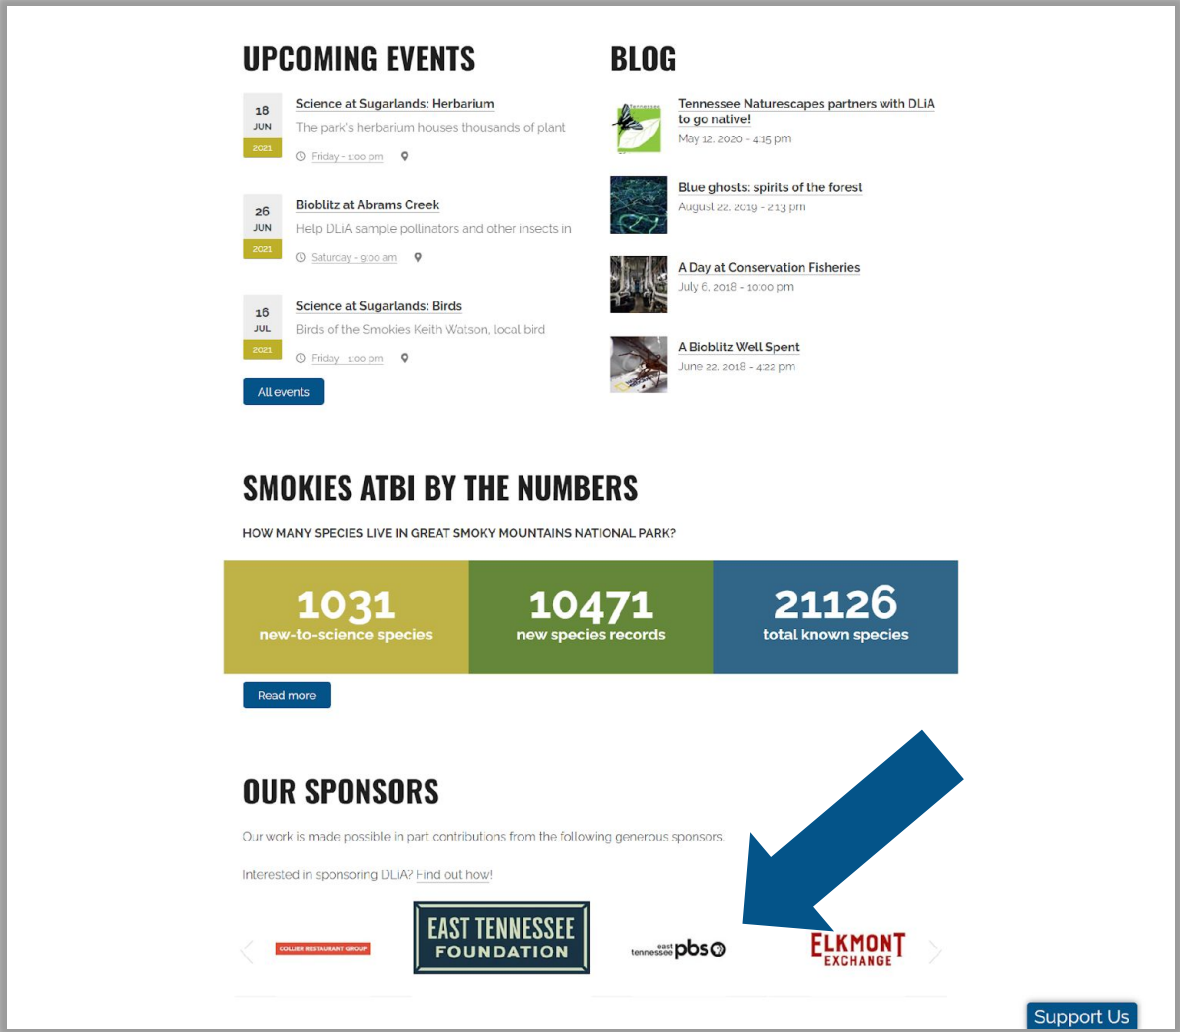 UPCOMING EVENTS
18
JUN
2021
Science at Sugarlands: Herbarium
The park's herbarium houses thousands of plant
Friday - 1:00 pm
26
JUN
2021
Bioblitz at Abrams Creek
Help DLiA sample pollinators and other insects in
Saturday - 9:00 am
16
JUL
2021
Science at Sugarlands: Birds
Birds of the Smokies Keith Watson, local bird
Friday - 1:00 pm
All events
BLOG
Tennessee
Tennessee Naturescapes partners with DLiA
to go native!
May 12, 2020 - 4:15 pm
Blue ghosts: spirits of the forest
August 22, 2019 - 2:13 pm
A Day at Conservation Fisheries
July 6, 2018 - 10:00 pm
A Bioblitz Well Spent
June 22, 2018 - 4:22 pm
SMOKIES ATBI BY THE NUMBERS
HOW MANY SPECIES LIVE IN GREAT SMOKY MOUNTAINS NATIONAL PARK?
1031
new-to-science species
10471
new species records
21126
total known species
Read more
OUR SPONSORS
Our work is made possible in part contributions from the following generous sponsors.
Interested in sponsoring DLiA? Find out how!
COLLIER RESTAURANT GROUP
EAST TENNESSEE
FOUNDATION
east
tennessee pbs
ELKMONT
EXCHANGE
Support Us